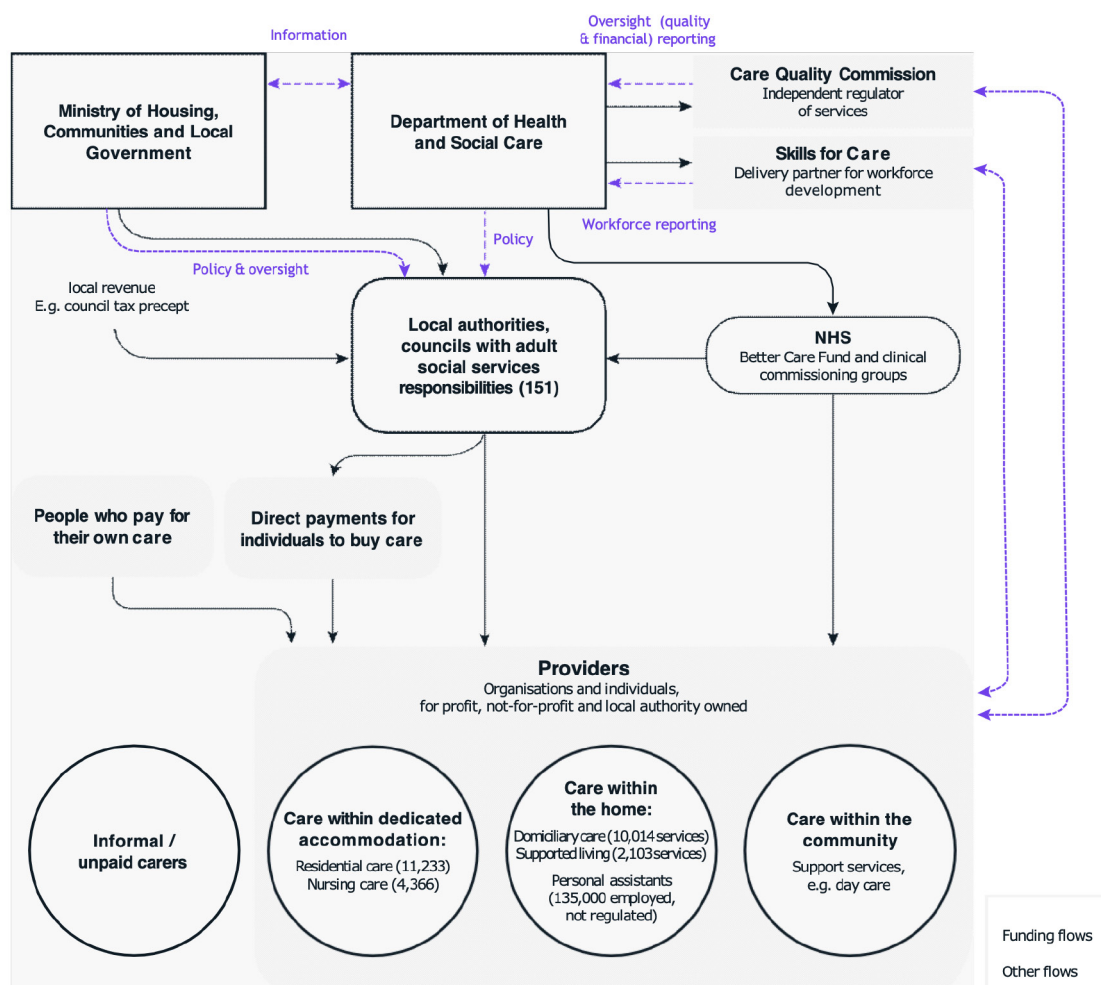 Oversight (quality
& financial) reporting
Information
Ministry of Housing,
Communities and Local
Government
Department of Health
and Social Care
Care Quality Commission
Independent regulator
of services
Skills for Care
Delivery partner for workforce
development
Workforce reporting
Policy
Policy & oversight
local revenue
E.g. council tax precept
Local authorities,
councils with adult
social services
responsibilities (151)
NHS
Better Care Fund and clinical
commissioning groups
People who pay for
their own care
Direct payments for
individuals to buy care
Providers
Organisations and individuals,
for profit, not-for-profit and local authority owned
Informal /
unpaid carers
Care within dedicated
accommodation:
Residential care (11,233)
Nursing care (4,366)
Care within
the home:
Domiciliary care (10,014 services)
Supported living (2,103 services)
Personal assistants
(135,000 employed,
not regulated)
Care within the
community
Support services,
e.g. day care
Funding flows
Other flows